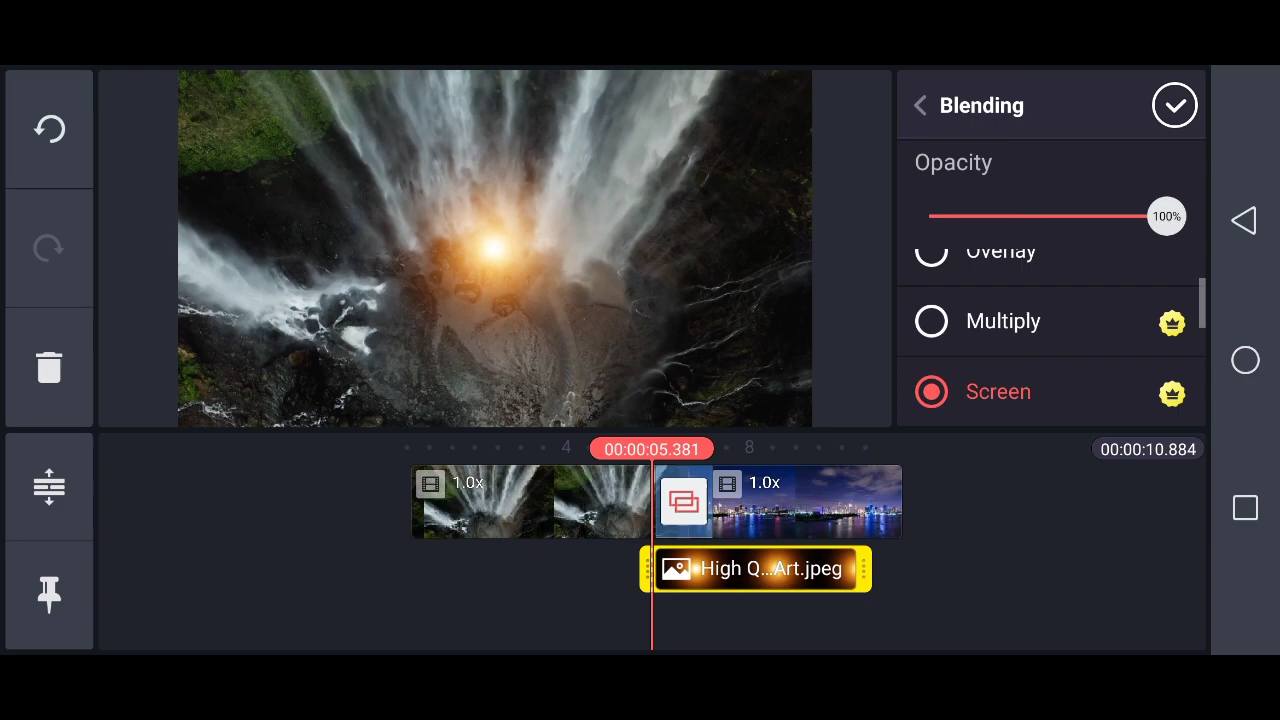 Blending
Opacity
100%
Overlay
Multiply
Screen
4
00:00:05.381
8
00:00:10.884
1.0x
1.0x
High Q...Art.jpeg